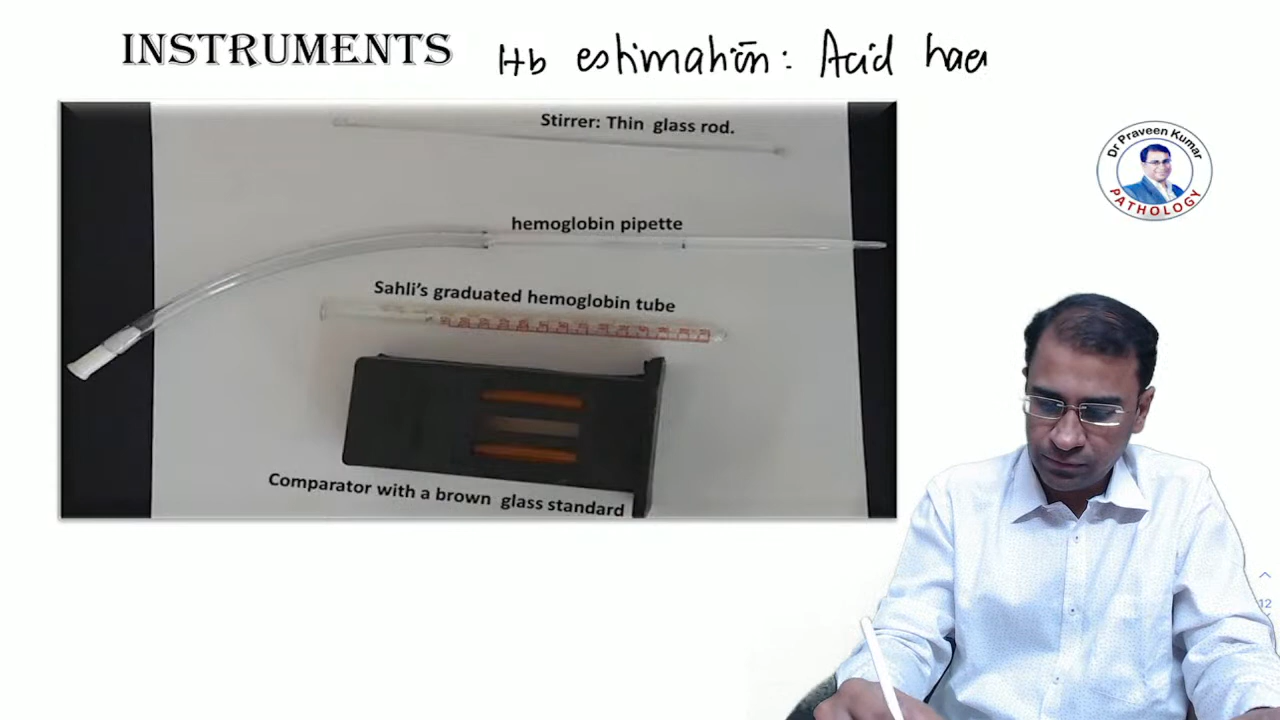 INSTRUMENTS Hb estimation: Acid hae
Stirrer: Thin glass rod.
hemoglobin pipette
Sahli's graduated hemoglobin tube
Comparator with a brown glass standard
Dr Praveen Kumar
PATHOLOGY
12